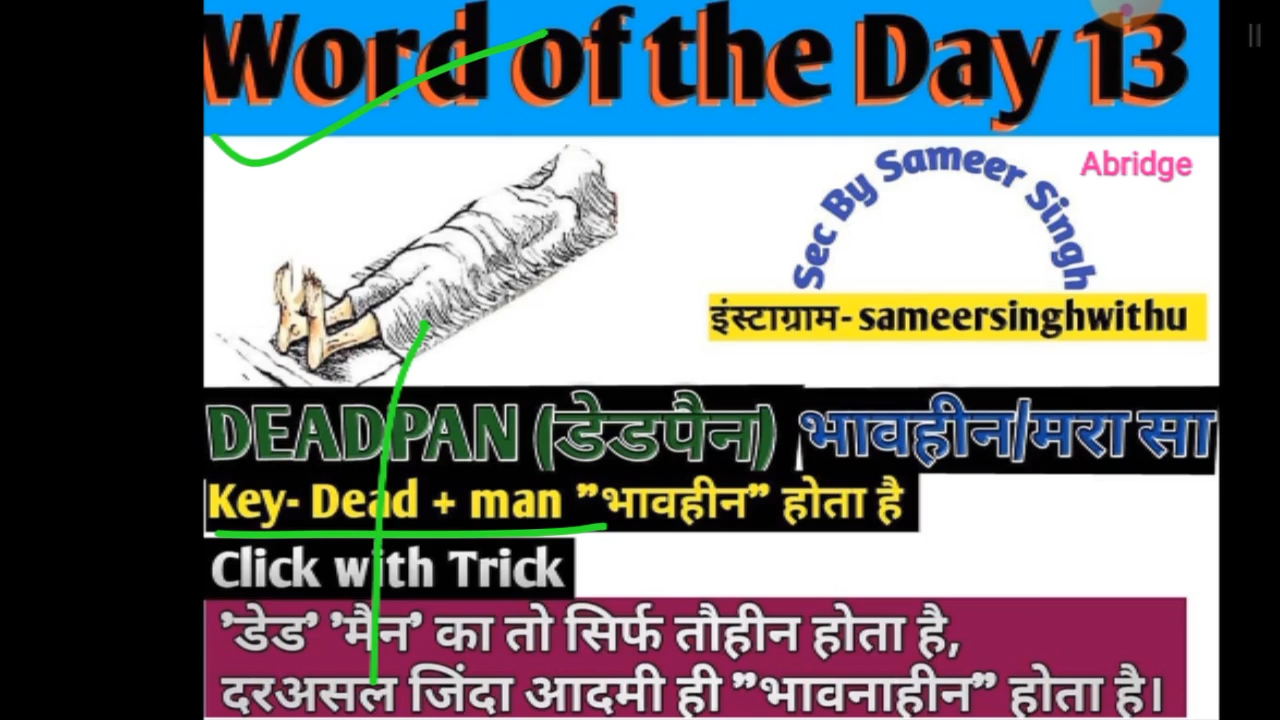 Word of the Day 13
Sec By Sameer Singh
Abridge
इंस्टाग्राम- sameersinghwithu
DEADPAN (डेडपैन) भावहीन/मरा सा
Key- Dead + man ”भावहीन” होता है
Click with Trick
’डेड’ ’मैन’ का तो सिर्फ तौहीन होता है,
दरअसल जिंदा आदमी ही ”भावनाहीन” होता है।